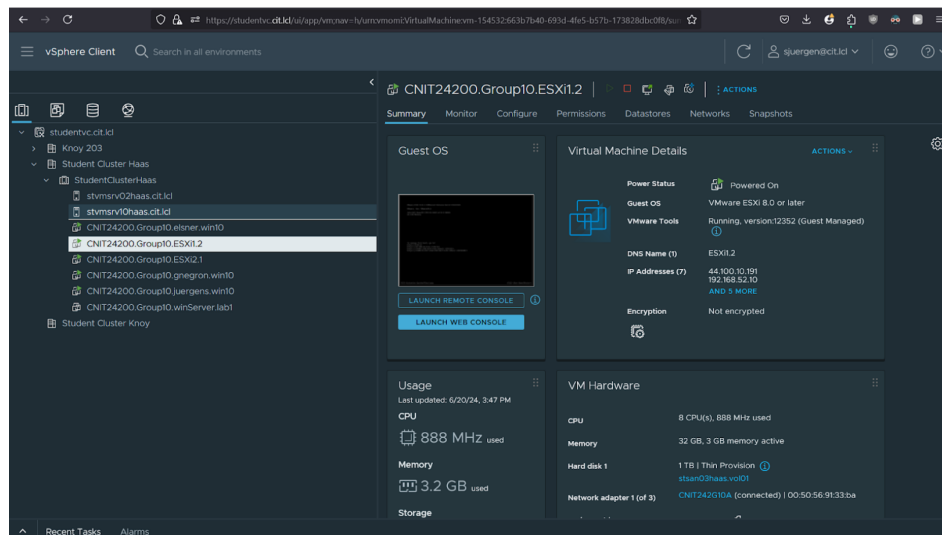 https://studentvc.cit.lcl/ui/app/vm;nav=h/urn:vmomi:VirtualMachine:vm-154532:663b7b40-693d-4fe5-b57b-173828dbc0f8/sum
vSphere Client
Search in all environments
sjuergen@cit.lcl
CNIT24200.Group10.ESXi1.2
ACTIONS
Summary Monitor Configure Permissions Datastores Networks Snapshots
studentvc.cit.lcl
Knoy 203
Student Cluster Haas
StudentClusterHaas
stvmsrv02haas.cit.lcl
stvmsrv10haas.cit.lcl
CNIT24200.Group10.elsner.win10
CNIT24200.Group10.ESXi1.2
CNIT24200.Group10.ESXi2.1
CNIT24200.Group10.gnegron.win10
CNIT24200.Group10.juergens.win10
CNIT24200.Group10.winServer.lab1
Student Cluster Knoy
Guest OS
LAUNCH REMOTE CONSOLE
LAUNCH WEB CONSOLE
Virtual Machine Details
ACTIONS
Power Status Powered On
Guest OS VMware ESXi 8.0 or later
VMware Tools Running, version:12352 (Guest Managed)
DNS Name (1) ESXi1.2
IP Addresses (7) 44.100.10.191
192.168.52.10
AND 5 MORE
Encryption Not encrypted
Usage
Last updated: 6/20/24, 3:47 PM
CPU
888 MHz used
Memory
3.2 GB used
Storage
VM Hardware
CPU 8 CPU(s), 888 MHz used
Memory 32 GB, 3 GB memory active
Hard disk 1 1 TB | Thin Provision
stsan03haas.vol01
Network adapter 1 (of 3) CNIT242G10A (connected) | 00:50:56:91:33:ba
Recent Tasks Alarms